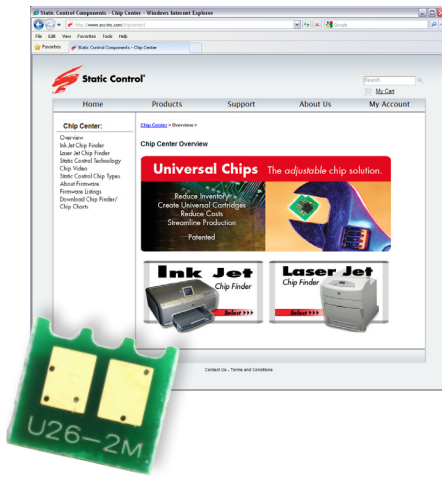 Static Control Components - Chip Center - Windows Internet Explorer
http://www.scc-inc.com/chipcenter/
Google
File Edit View Favorites Tools Help
Favorites Static Control Components - Chip Center
Static Control
Search
My Cart
Home Products Support About Us My Account
Chip Center:
Overview
Ink Jet Chip Finder
Laser Jet Chip Finder
Static Control Technology
Chip Video
Static Control Chip Types
About Firmware
Firmware Listings
Download Chip Finder/
Chip Charts
Chip Center > Overview >
Chip Center Overview
Universal Chips The adjustable chip solution.
Reduce Inventory
Create Universal Cartridges
Reduce Costs
Streamline Production
Patented
Ink Jet
Chip Finder
Select >>>
Laser Jet
Chip Finder
Select >>>
Contact Us - Terms and Conditions
U26-2M